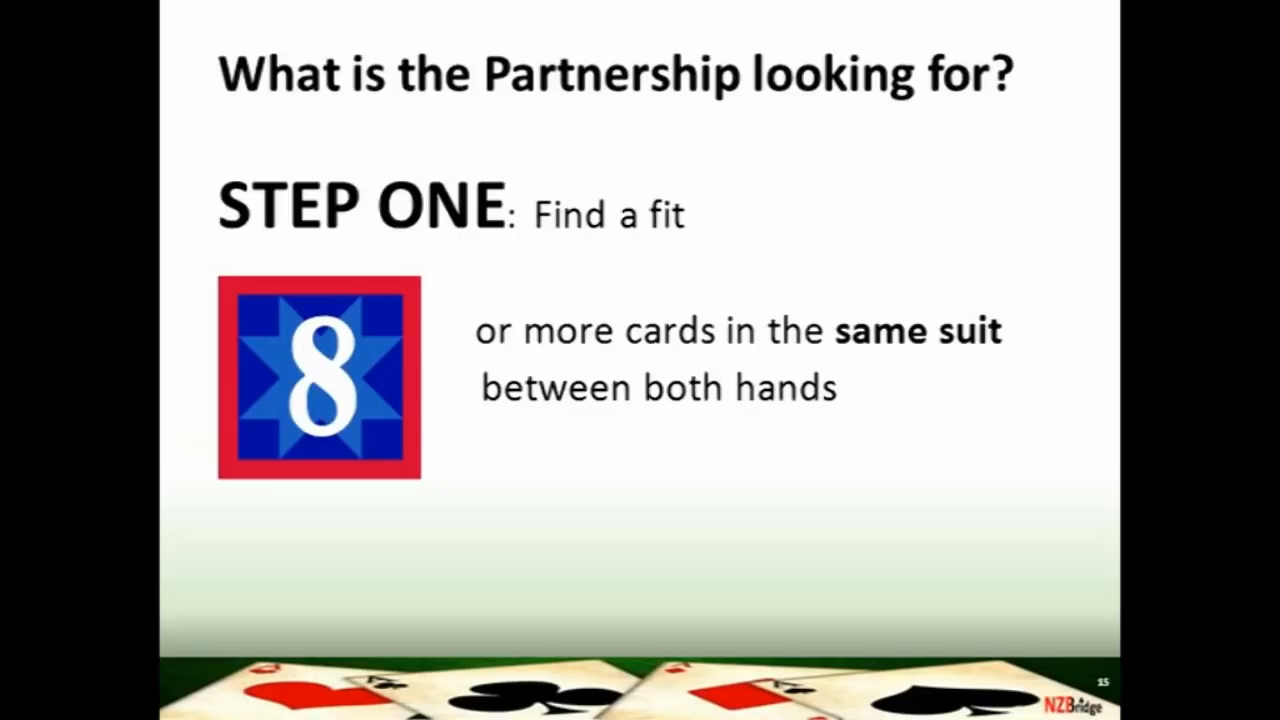 What is the Partnership looking for?
STEP ONE: Find a fit
8
or more cards in the same suit
between both hands
15
NZBridge